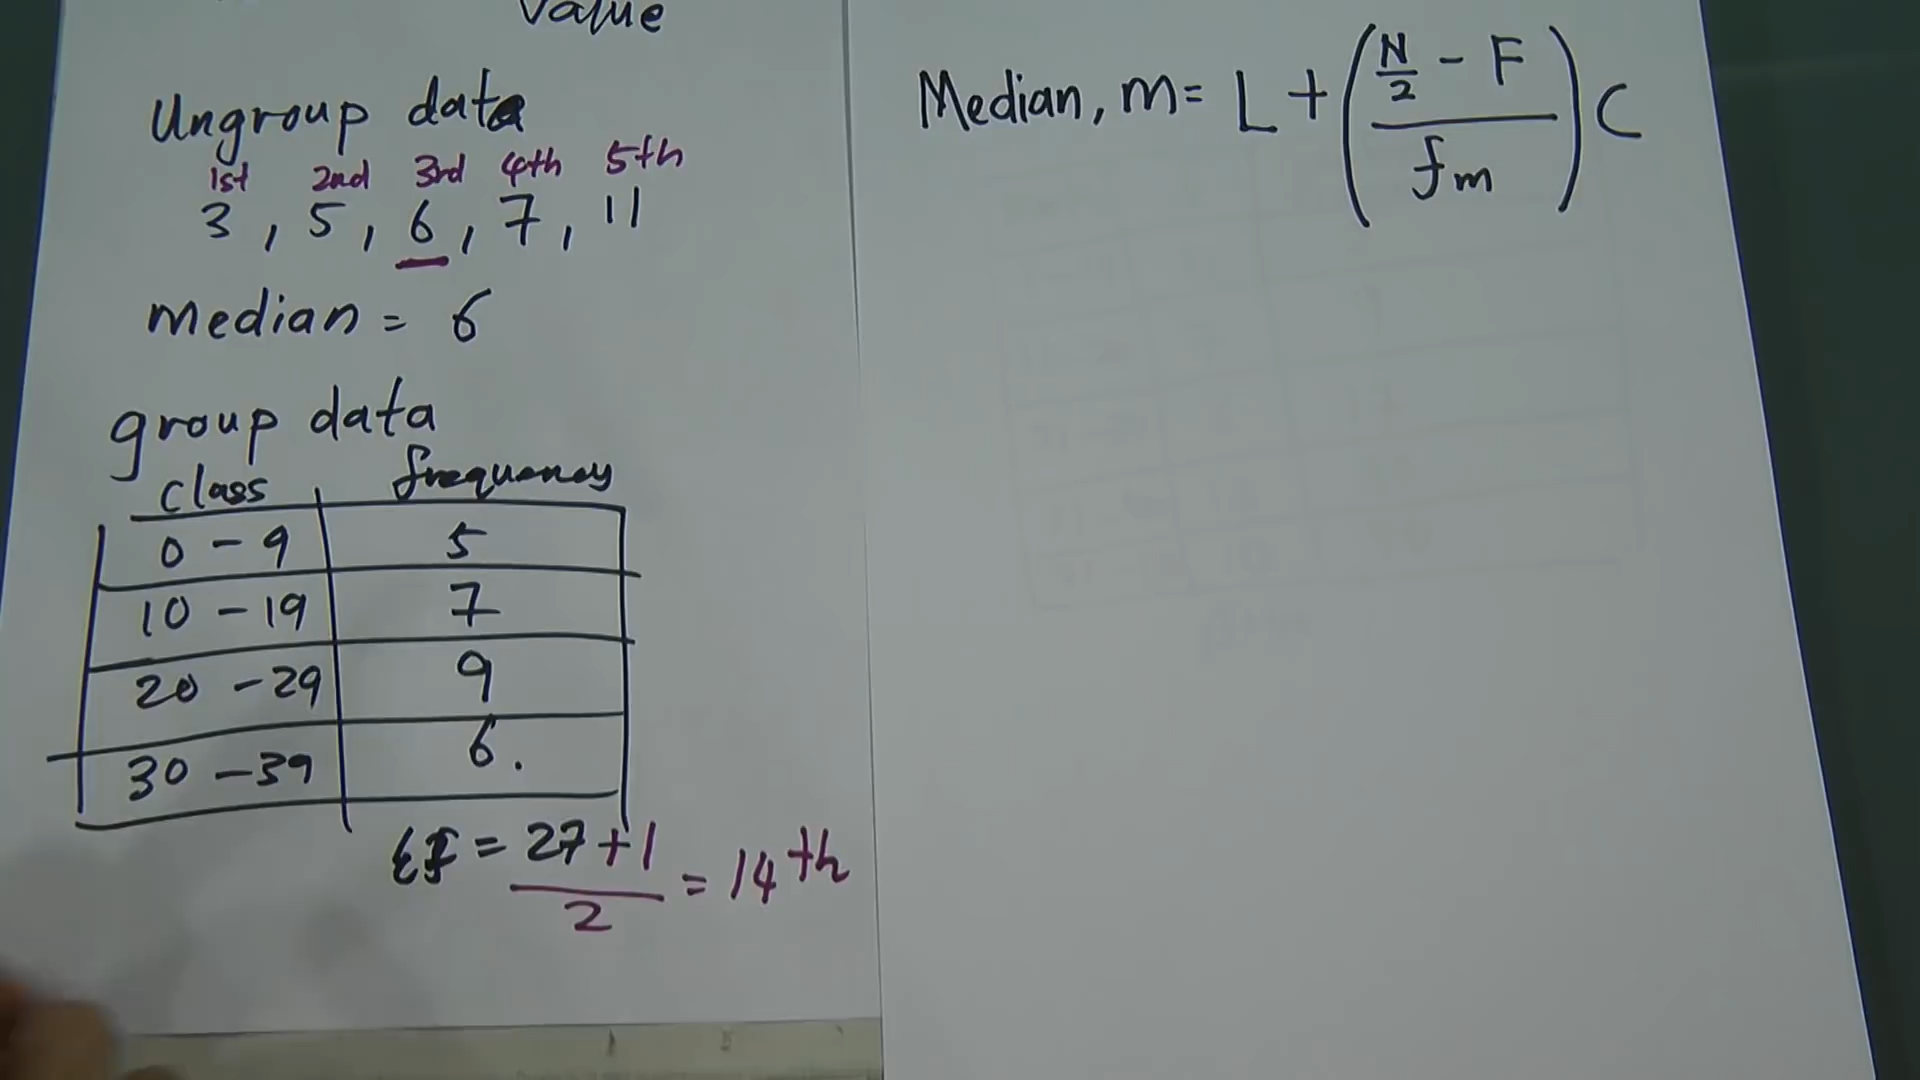 value
Ungroup data
1st 2nd 3rd 4th 5th
3 , 5 , 6 , 7 , 11
median = 6
group data
class frequency
0 - 9 5
10 - 19 7
20 - 29 9
30 - 39 6.
Σf = 27 + 1 / 2 = 14th
Median, m = L + ( N/2 - F / fm ) C